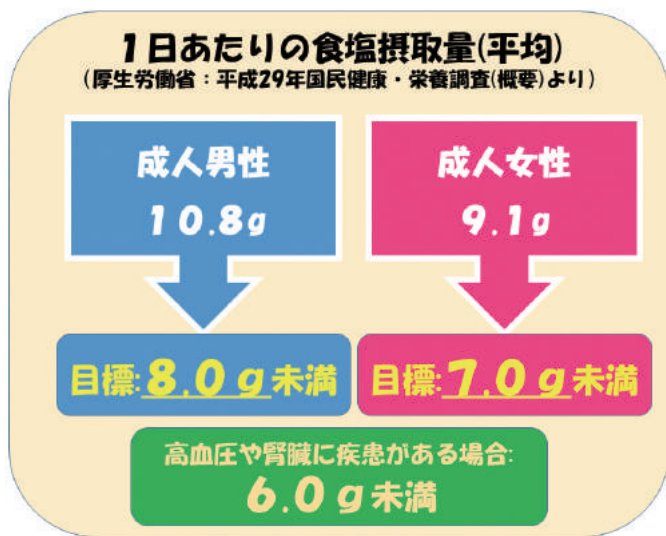 1日あたりの食塩摂取量(平均)
(厚生労働省：平成29年国民健康・栄養調査(概要)より)
成人男性
10.8g
成人女性
9.1g
目標:8.0g未満
目標:7.0g未満
高血圧や腎臓に疾患がある場合:
6.0g未満